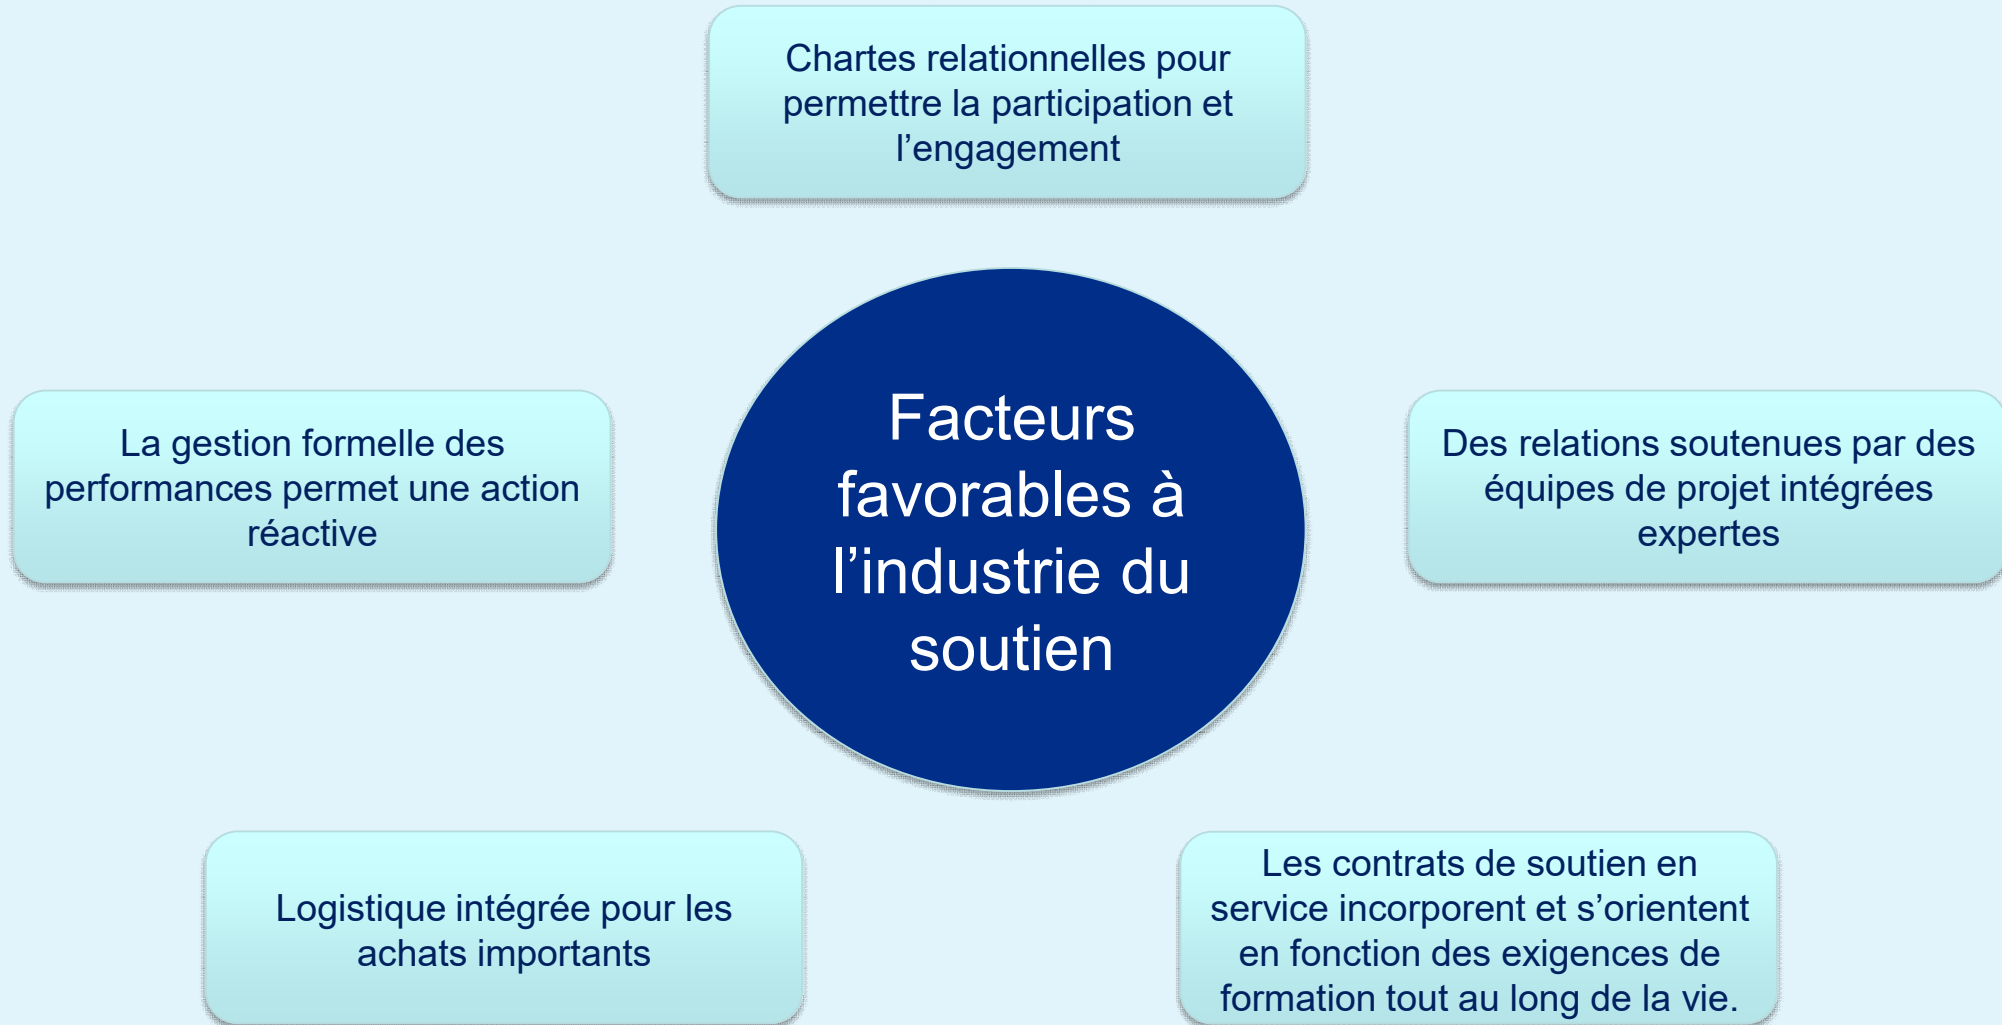 Chartes relationnelles pour
permettre la participation et
l’engagement
La gestion formelle des
performances permet une action
réactive
Facteurs
favorables à
l’industrie du
soutien
Des relations soutenues par des
équipes de projet intégrées
expertes
Logistique intégrée pour les
achats importants
Les contrats de soutien en
service incorporent et s’orientent
en fonction des exigences de
formation tout au long de la vie.